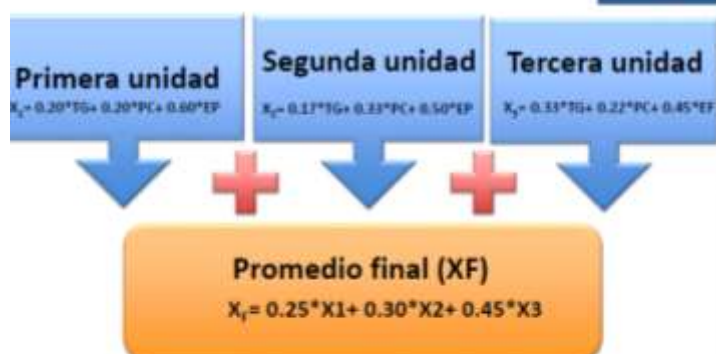 Primera unidad
X₁= 0.20*TG+ 0.20*PC+ 0.60*EP
Segunda unidad
X₂= 0.17*TG+ 0.33*PC+ 0.50*EP
Tercera unidad
X₃= 0.33*TG+ 0.22*PC+ 0.45*EF
Promedio final (XF)
X_f= 0.25*X1+ 0.30*X2+ 0.45*X3